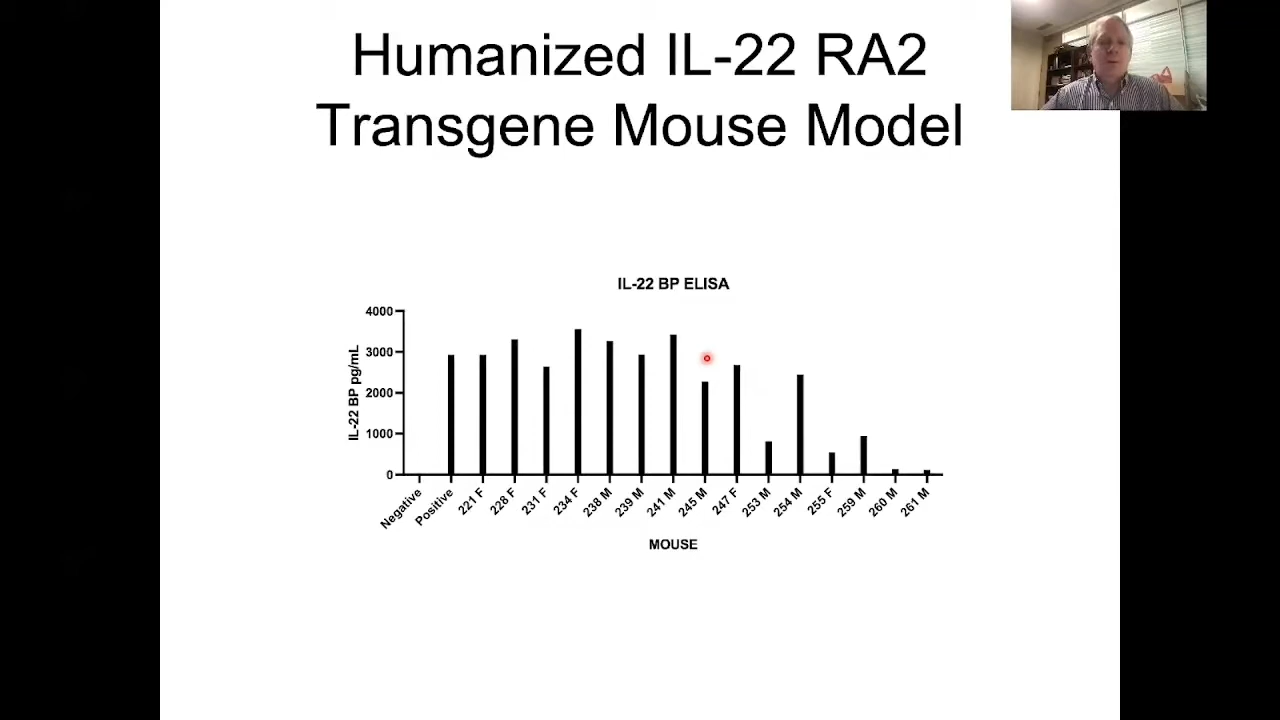 Humanized IL-22 RA2
Transgene Mouse Model
IL-22 BP ELISA
IL-22 BP pg/mL
4000
3000
2000
1000
0
Negative
Positive
221 F
228 F
231 F
234 F
238 M
239 M
241 M
245 M
247 F
253 M
254 M
255 F
259 M
260 M
261 M
MOUSE